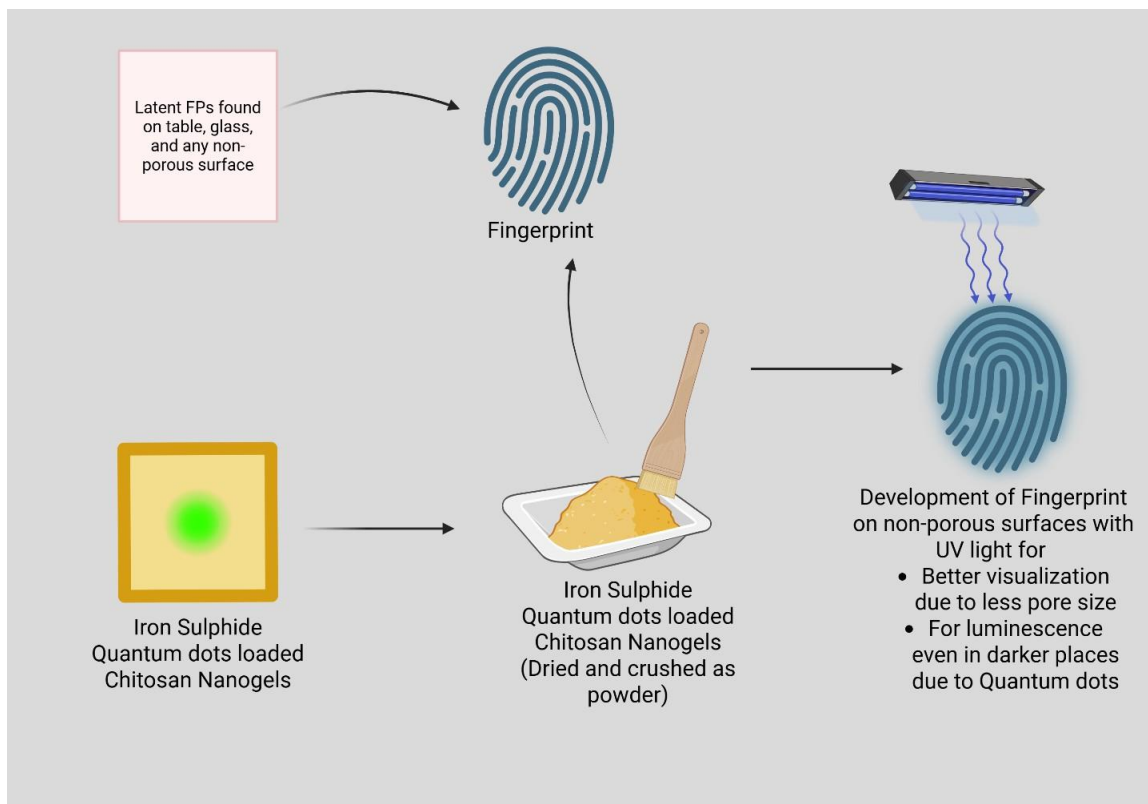 Latent FPs found
on table, glass,
and any non-
porous surface
Fingerprint
Iron Sulphide
Quantum dots loaded
Chitosan Nanogels
Iron Sulphide
Quantum dots loaded
Chitosan Nanogels
(Dried and crushed as
powder)
Development of Fingerprint
on non-porous surfaces with
UV light for
• Better visualization
due to less pore size
• For luminescence
even in darker places
due to Quantum dots